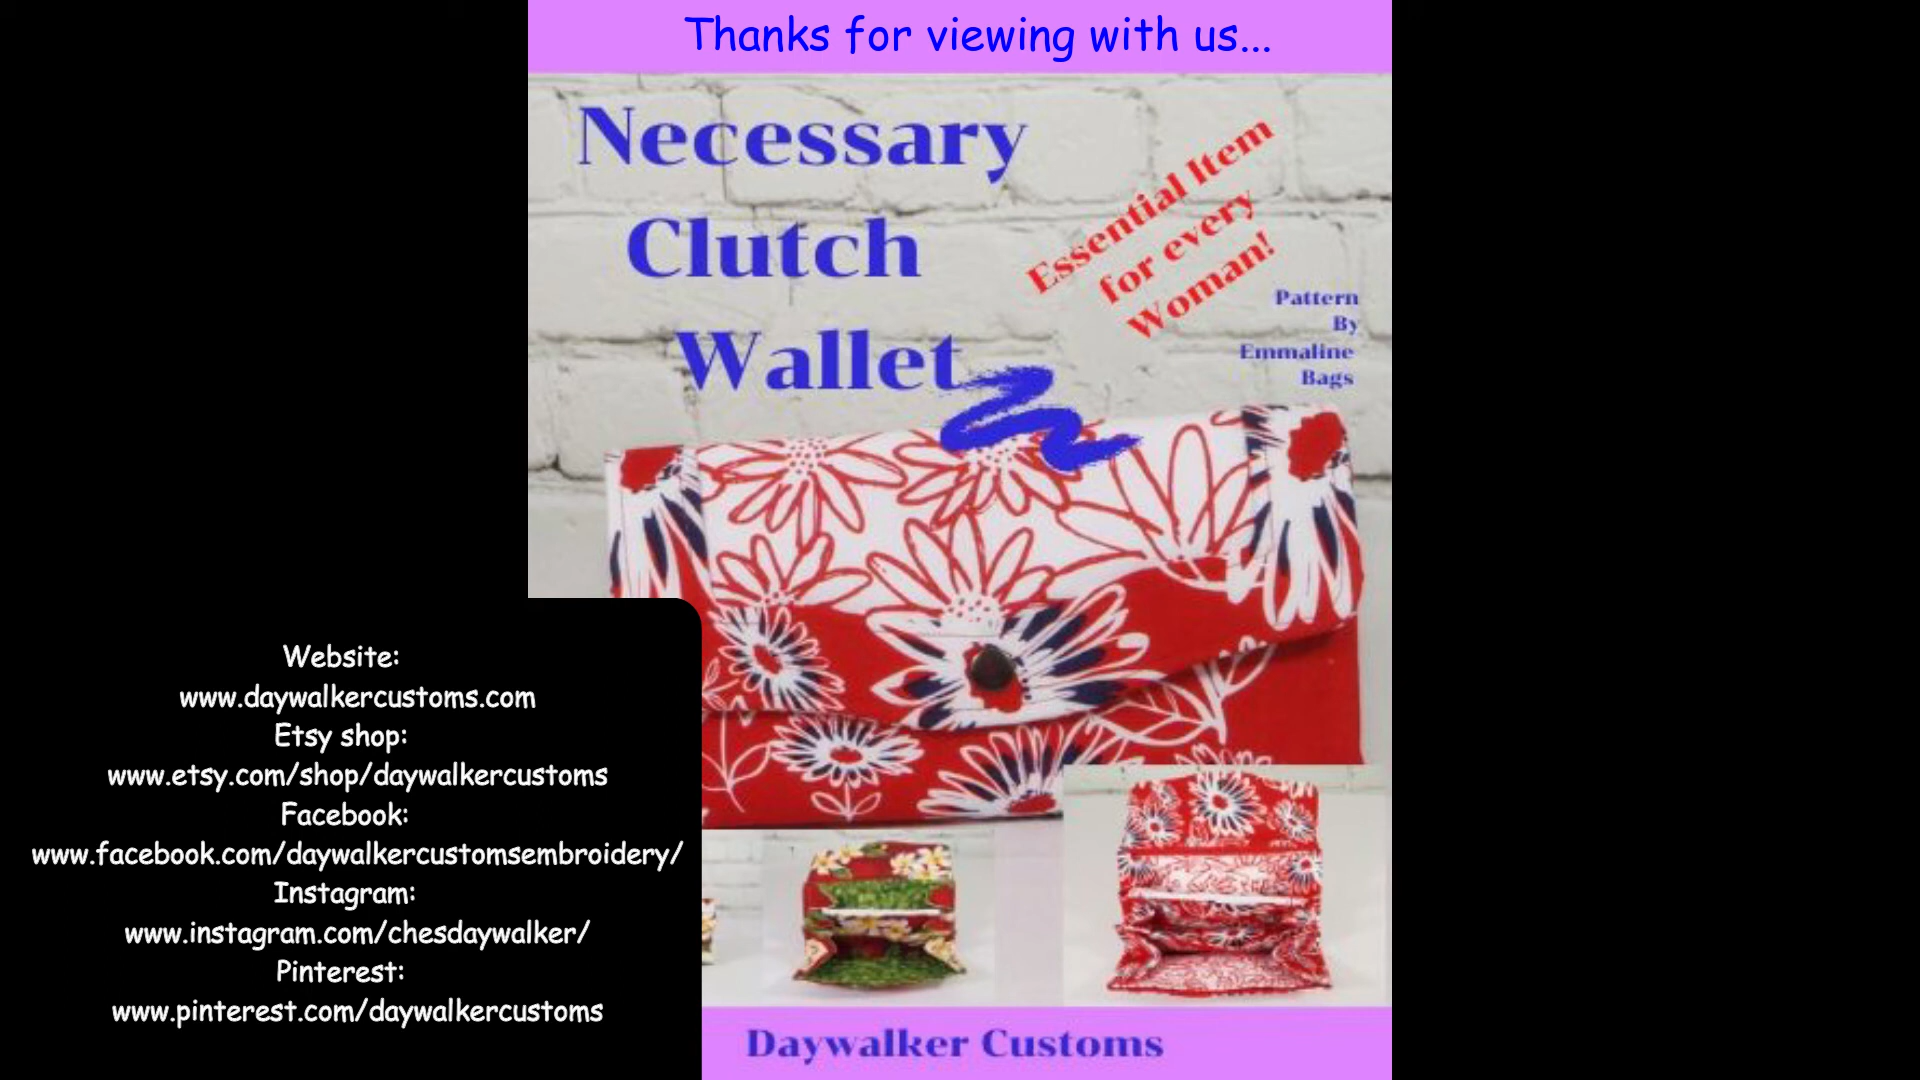 Thanks for viewing with us...
Necessary
Clutch
Wallet
Essential Item
for every
Woman!
Pattern
By
Emmaline
Bags
Website:
www.daywalkercustoms.com
Etsy shop:
www.etsy.com/shop/daywalkercustoms
Facebook:
www.facebook.com/daywalkercustomsembroidery/
Instagram:
www.instagram.com/chesdaywalker/
Pinterest:
www.pinterest.com/daywalkercustoms
Daywalker Customs